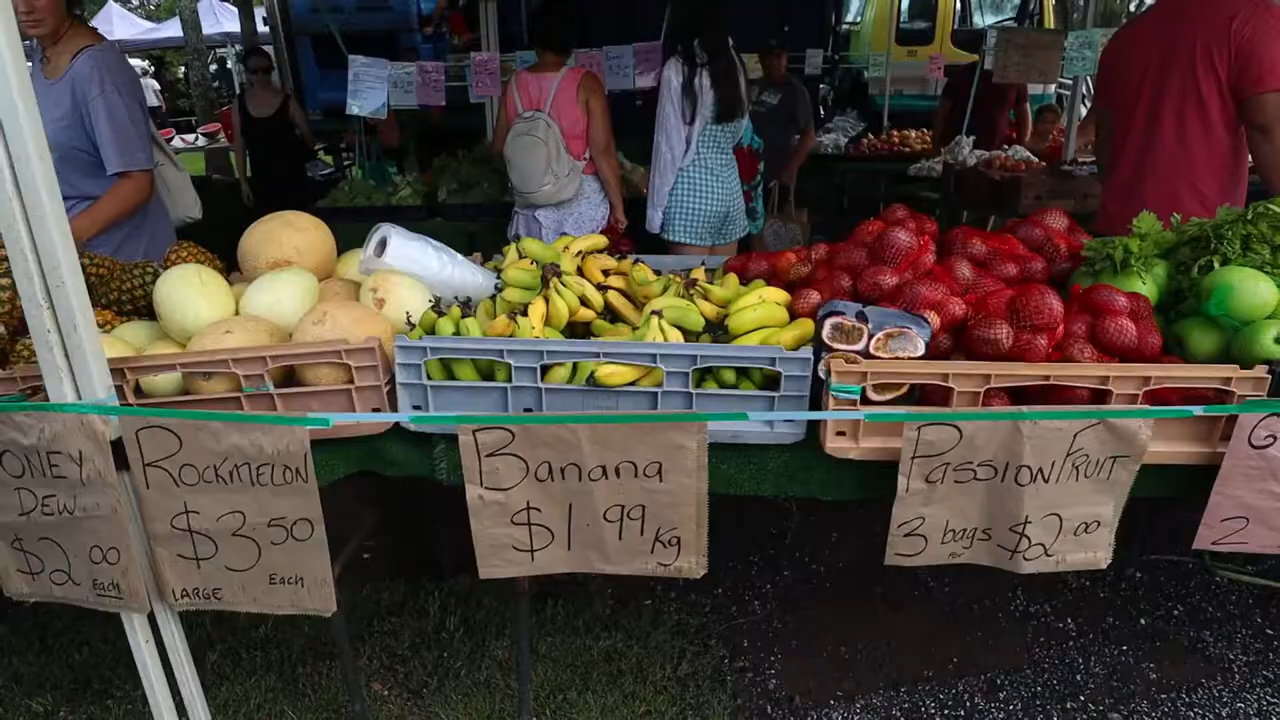 ONEY
DEW
$2.00
Each
ROCKMELON
$3.50
Each
LARGE
Banana
$1.99
Kg
PASSIONFRUIT
3 bags for $2.00
G
2